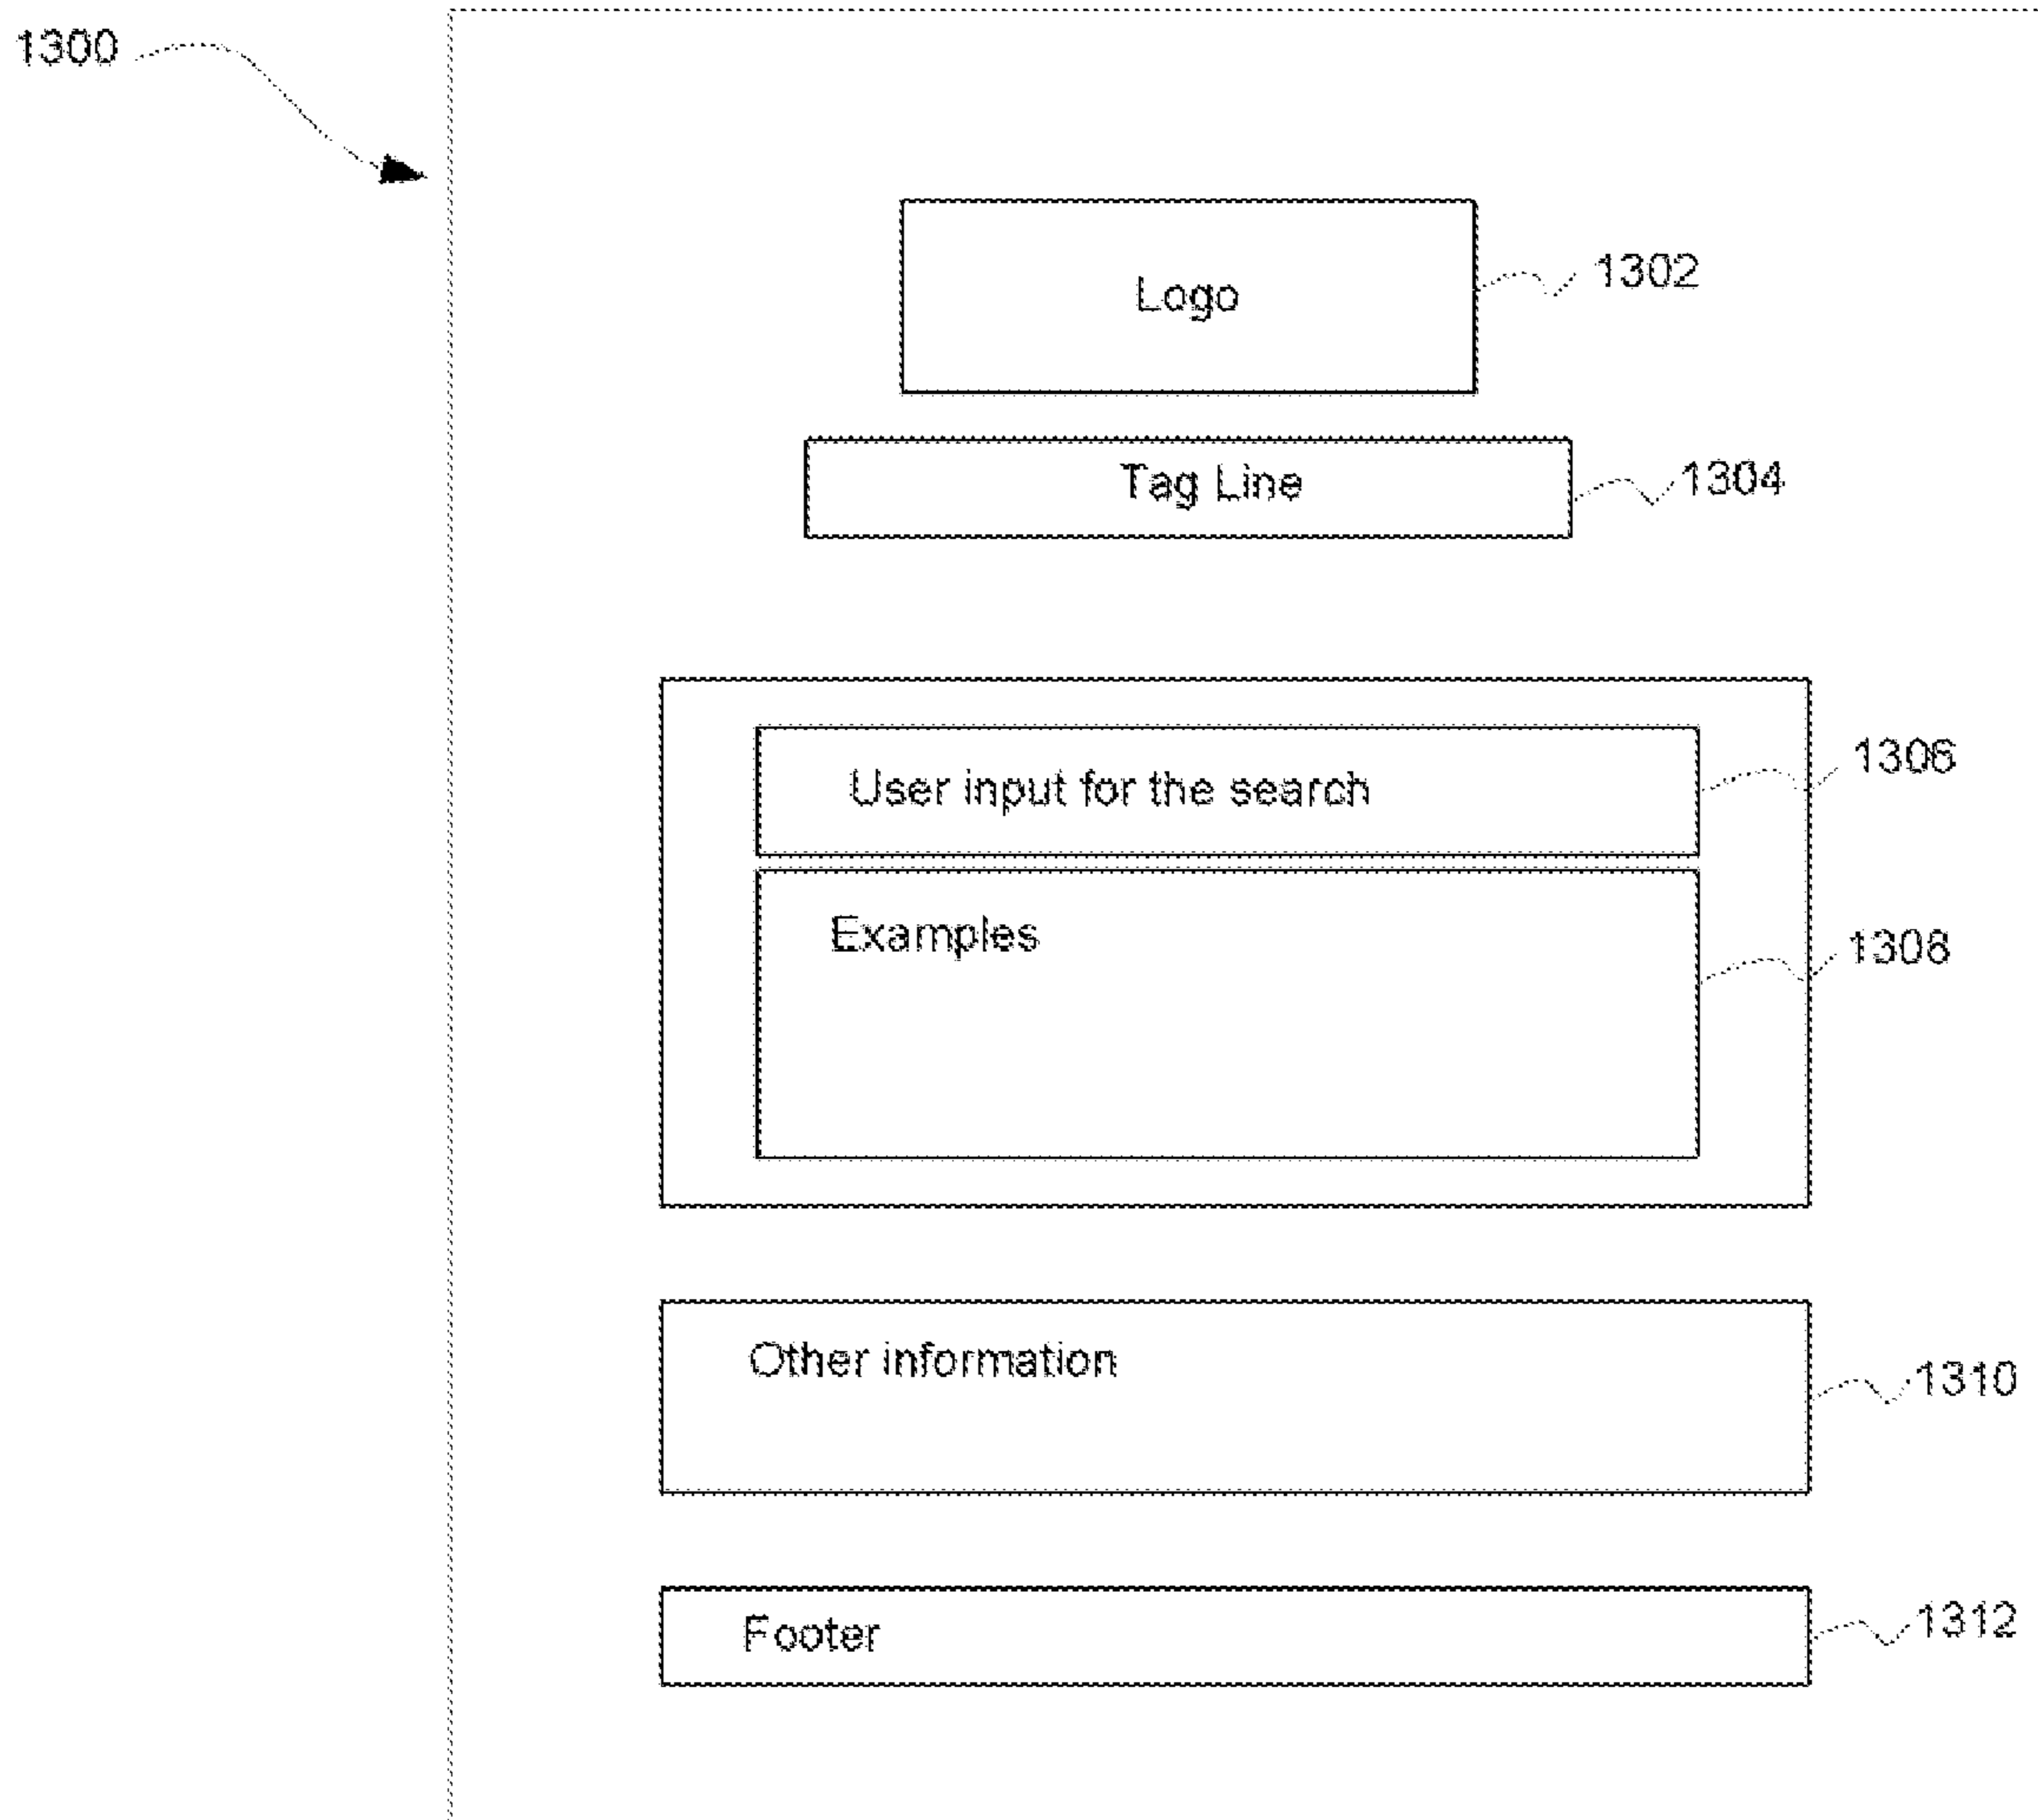 1300
Logo
1302
Tag Line
1304
User input for the search
1306
Examples
1308
Other information
1310
Footer
1312